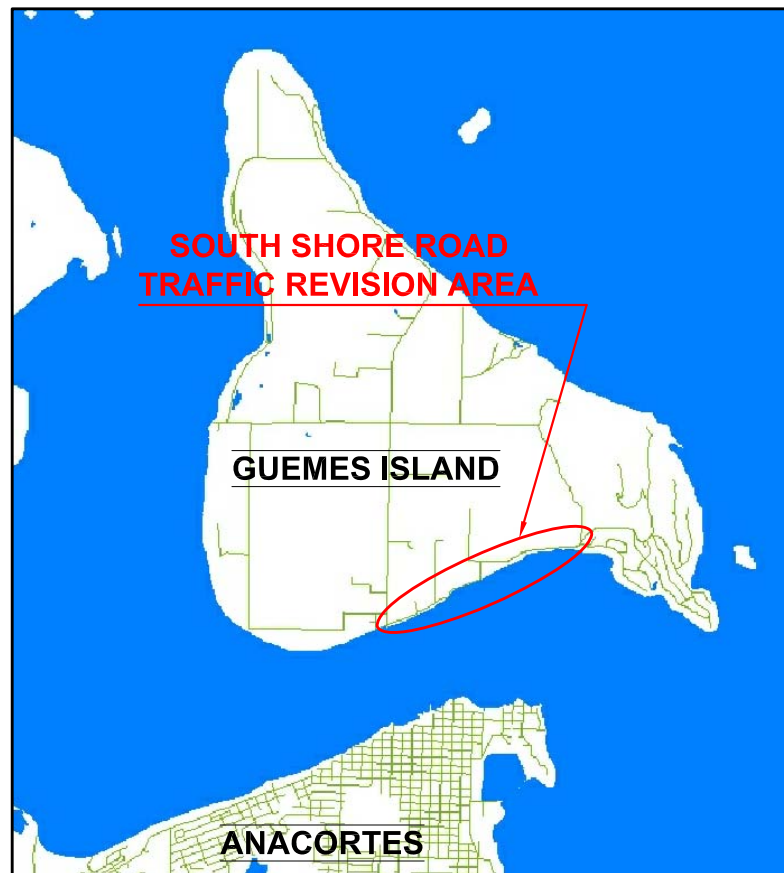 SOUTH SHORE ROAD
TRAFFIC REVISION AREA
GUEMES ISLAND
ANACORTES